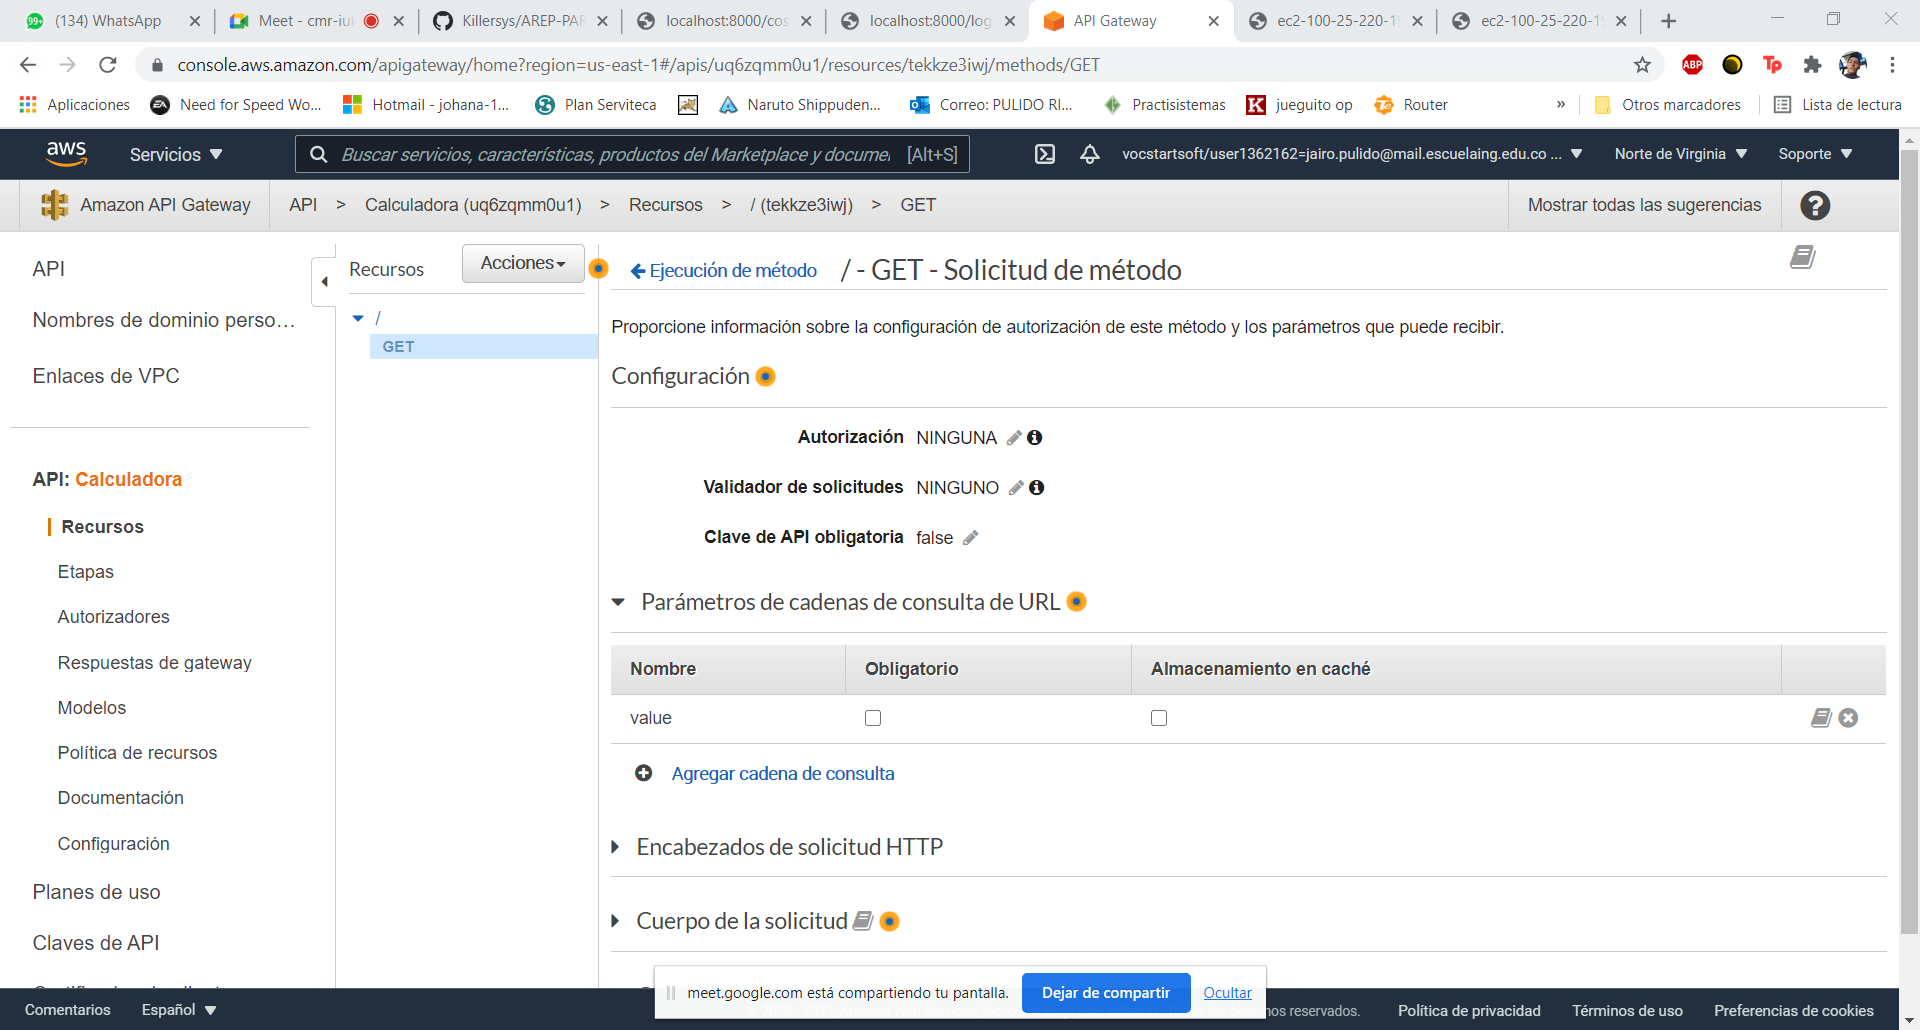 99+ (134) WhatsApp
Meet - cmr-iul
Killersys/AREP-PAR
localhost:8000/cos
localhost:8000/log
API Gateway
ec2-100-25-220-19
ec2-100-25-220-19
console.aws.amazon.com/apigateway/home?region=us-east-1#/apis/uq6zqmm0u1/resources/tekkze3iwj/methods/GET
ABP
Tp
Aplicaciones
EA Need for Speed Wo...
Hotmail - johana-1...
Plan Serviteca
Naruto Shippuden...
Correo: PULIDO RI...
Practisistemas
K jueguito op
Router
»
Otros marcadores
Lista de lectura
aws
Servicios
Buscar servicios, características, productos del Marketplace y documen [Alt+S]
vocstartsoft/user1362162=jairo.pulido@mail.escuelaing.edu.co ...
Norte de Virginia
Soporte
Amazon API Gateway
API > Calculadora (uq6zqmm0u1) > Recursos > / (tekkze3iwj) > GET
Mostrar todas las sugerencias
?
API
Nombres de dominio perso...
Enlaces de VPC
API: Calculadora
Recursos
Etapas
Autorizadores
Respuestas de gateway
Modelos
Política de recursos
Documentación
Configuración
Planes de uso
Claves de API
Recursos
Acciones
/
GET
Ejecución de método
/ - GET - Solicitud de método
Proporcione información sobre la configuración de autorización de este método y los parámetros que puede recibir.
Configuración
Autorización NINGUNA
Validador de solicitudes NINGUNO
Clave de API obligatoria false
Parámetros de cadenas de consulta de URL
Nombre Obligatorio Almacenamiento en caché
value
Agregar cadena de consulta
Encabezados de solicitud HTTP
Cuerpo de la solicitud
meet.google.com está compartiendo tu pantalla.
Dejar de compartir
Ocultar
Comentarios
Español
reservados.
Política de privacidad
Términos de uso
Preferencias de cookies